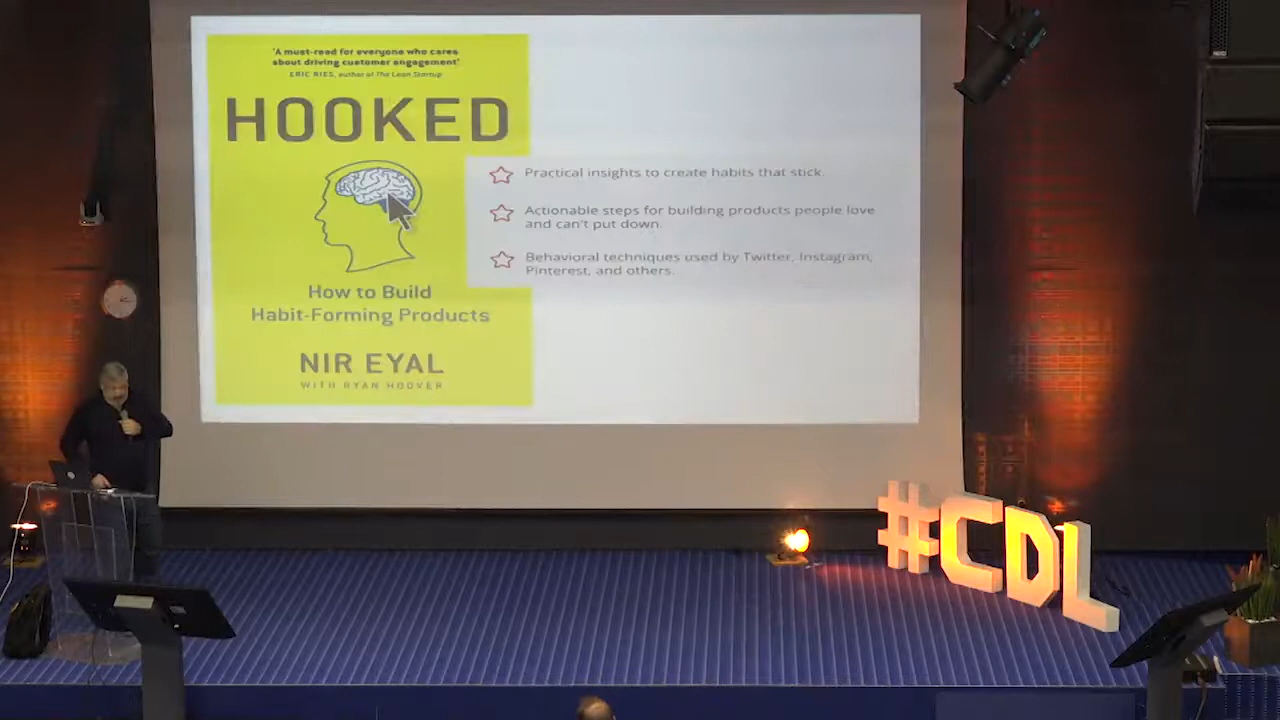 'A must-read for everyone who cares
about driving customer engagement'
ERIC RIES, author of The Lean Startup
HOOKED
How to Build
Habit-Forming Products
NIR EYAL
WITH RYAN HOOVER
Practical insights to create habits that stick.
Actionable steps for building products people love
and can't put down.
Behavioral techniques used by Twitter, Instagram,
Pinterest, and others.
#CDL